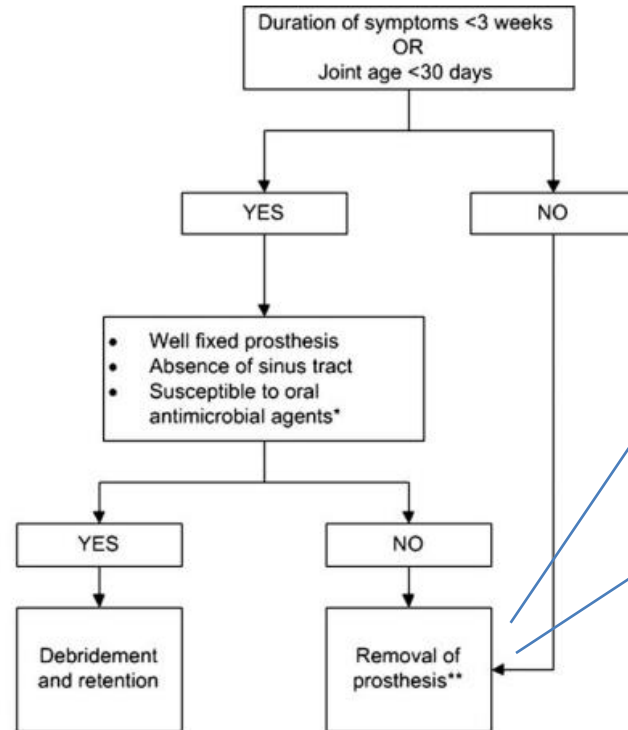 Duration of symptoms <3 weeks
OR
Joint age <30 days
YES
NO
• Well fixed prosthesis
• Absence of sinus tract
• Susceptible to oral
antimicrobial agents*
YES
NO
Debridement
and retention
Removal of
prosthesis**